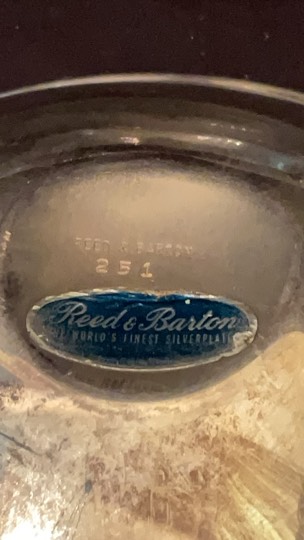 REED & BARTON
251
Reed & Barton
WORLD'S FINEST SILVERPLATE